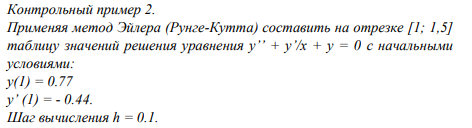 Контрольный пример 2.
Применяя метод Эйлера (Рунге-Кутта) составить на отрезке [1; 1,5]
таблицу значений решения уравнения y’’ + y’/x + y = 0 с начальными
условиями:
y(1) = 0.77
y’ (1) = - 0.44.
Шаг вычисления h = 0.1.